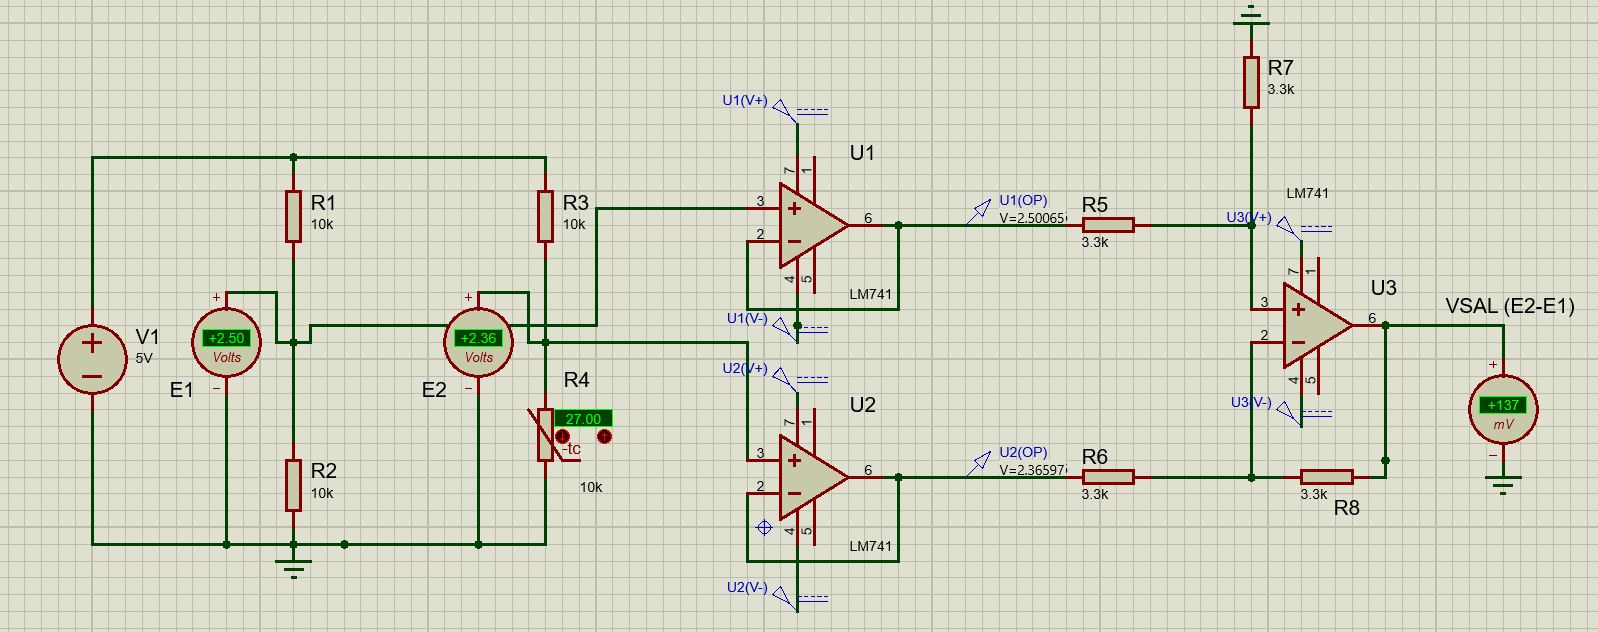 R7
3.3k
U1(V+)
U1
7
1
3
2
6
4
5
LM741
U1(V-)
R1
10k
R3
10k
U1(OP)
V=2.50065
R5
3.3k
LM741
U3(V+)
7
1
U3
3
2
6
4
5
U3(V-)
VSAL (E2-E1)
V1
5V
+
+2.50
Volts
−
E1
+
+2.36
Volts
−
E2
R4
27.00
-tc
10k
R2
10k
U2(V+)
U2
7
1
3
2
6
4
5
LM741
U2(V-)
U2(OP)
V=2.36597
R6
3.3k
3.3k
R8
+
+137
mV
−